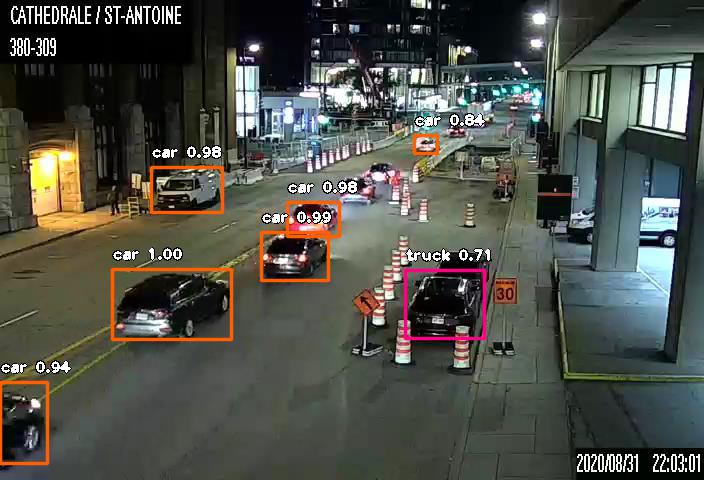 CATHEDRALE / ST-ANTOINE
380-309
car 0.84
car 0.98
car 0.98
car 0.99
car 1.00
truck 0.71
30
car 0.94
2020/08/31 22:03:01